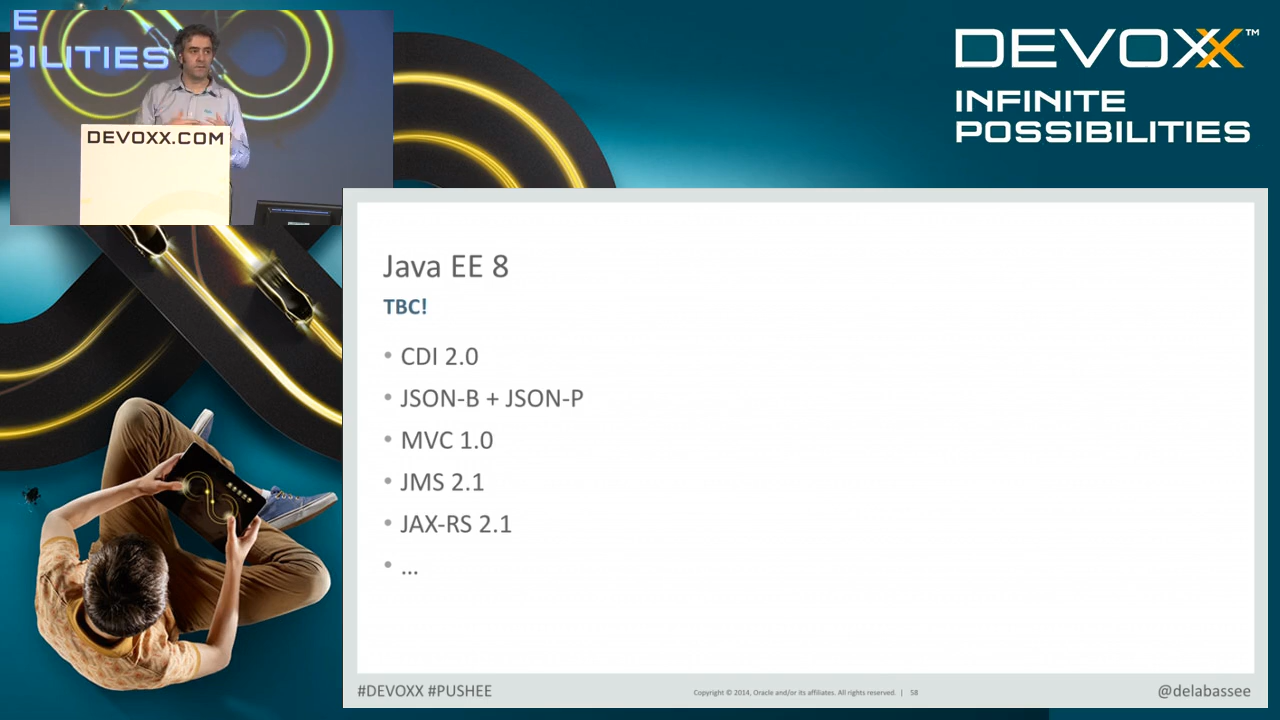 E
BILITIES
DEVOXX.COM
DEVOXX™
INFINITE
POSSIBILITIES
Java EE 8
TBC!
• CDI 2.0
• JSON-B + JSON-P
• MVC 1.0
• JMS 2.1
• JAX-RS 2.1
• ...
#DEVOXX #PUSHEE
Copyright © 2014, Oracle and/or its affiliates. All rights reserved. | 58
@delabassee